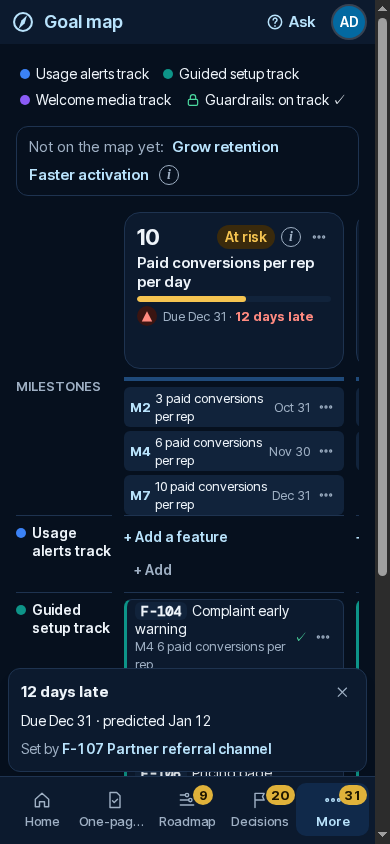 Goal map
Ask
AD
Usage alerts track
Guided setup track
Welcome media track
Guardrails: on track ✓
Not on the map yet: Grow retention
Faster activation
i
10
At risk
i
Paid conversions per rep
per day
Due Dec 31 · 12 days late
MILESTONES
M2 3 paid conversions
per rep
Oct 31
M4 6 paid conversions
per rep
Nov 30
M7 10 paid conversions
per rep
Dec 31
Usage
alerts track
+ Add a feature
+ Add
Guided
setup track
F-104 Complaint early
warning
M4 6 paid conversions per
rep
✓
12 days late
Due Dec 31 · predicted Jan 12
Set by F-107 Partner referral channel
Home
One-pag…
9
Roadmap
20
Decisions
31
More